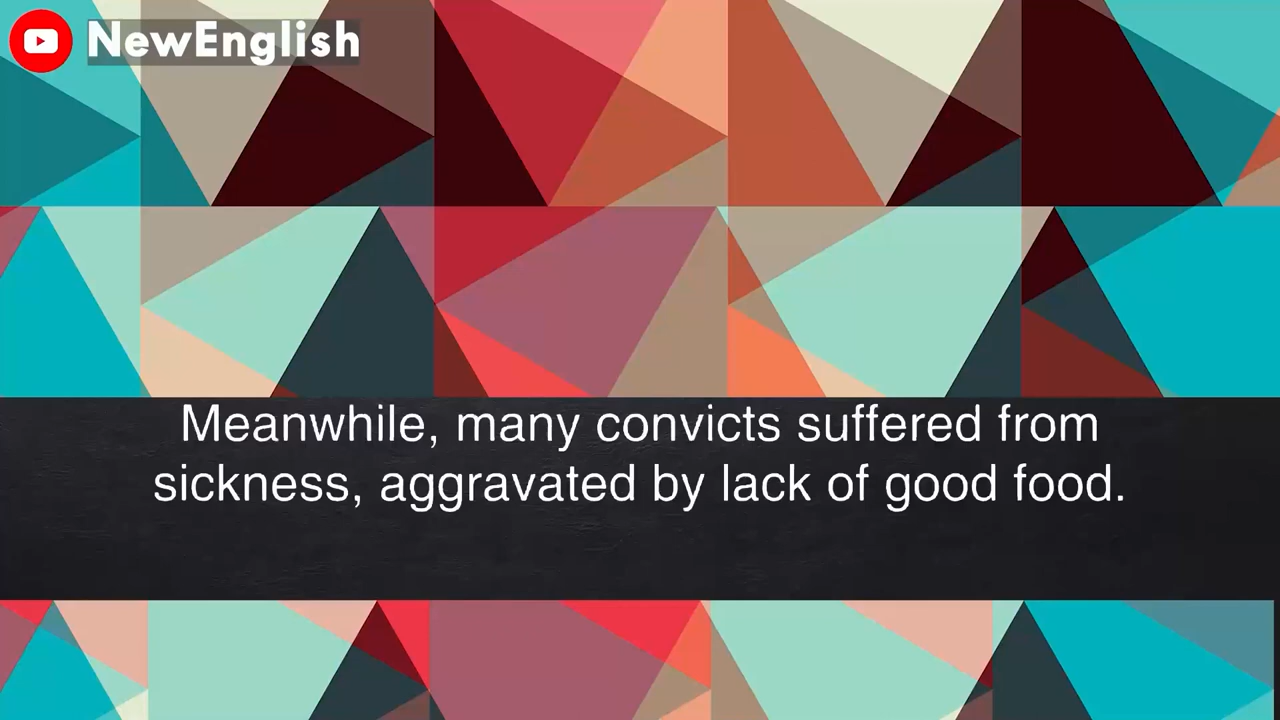 NewEnglish
Meanwhile, many convicts suffered from
sickness, aggravated by lack of good food.